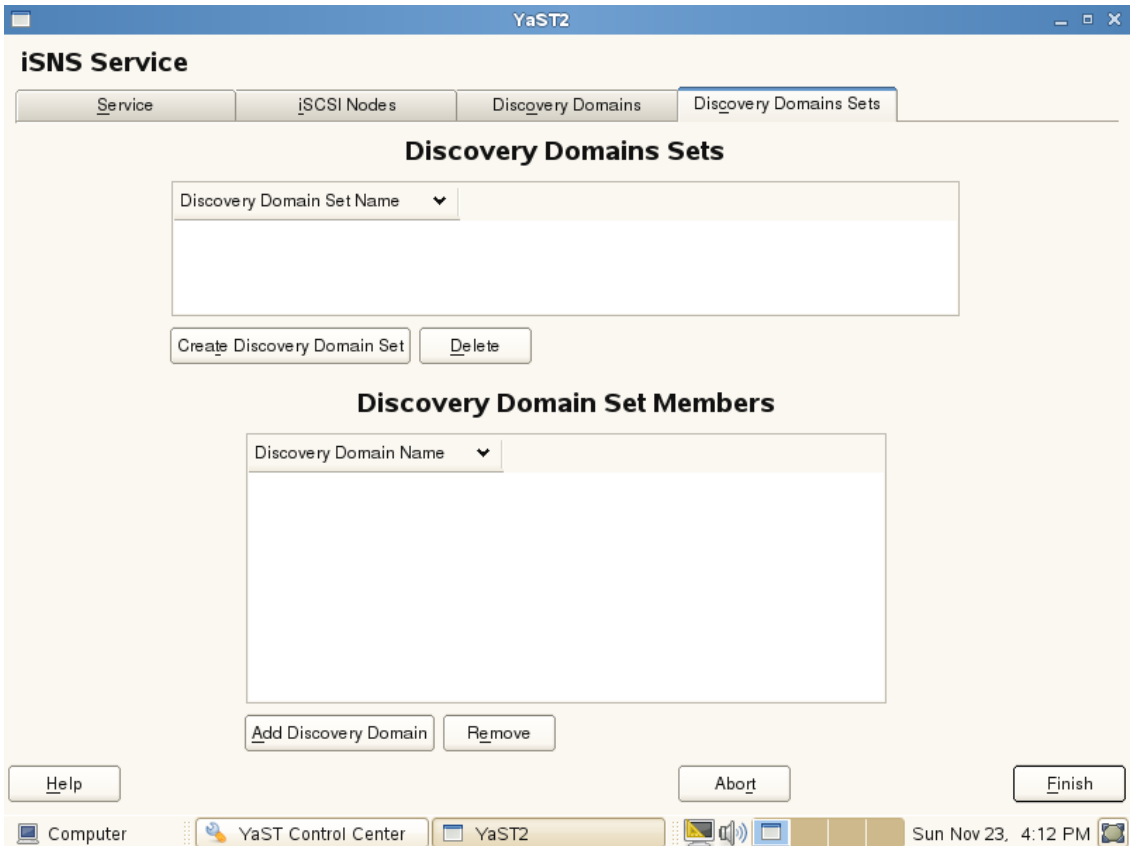 YaST2
iSNS Service
Service iSCSI Nodes Discovery Domains Discovery Domains Sets
Discovery Domains Sets
Discovery Domain Set Name
Create Discovery Domain Set Delete
Discovery Domain Set Members
Discovery Domain Name
Add Discovery Domain Remove
Help Abort Finish
Computer YaST Control Center YaST2 Sun Nov 23, 4:12 PM